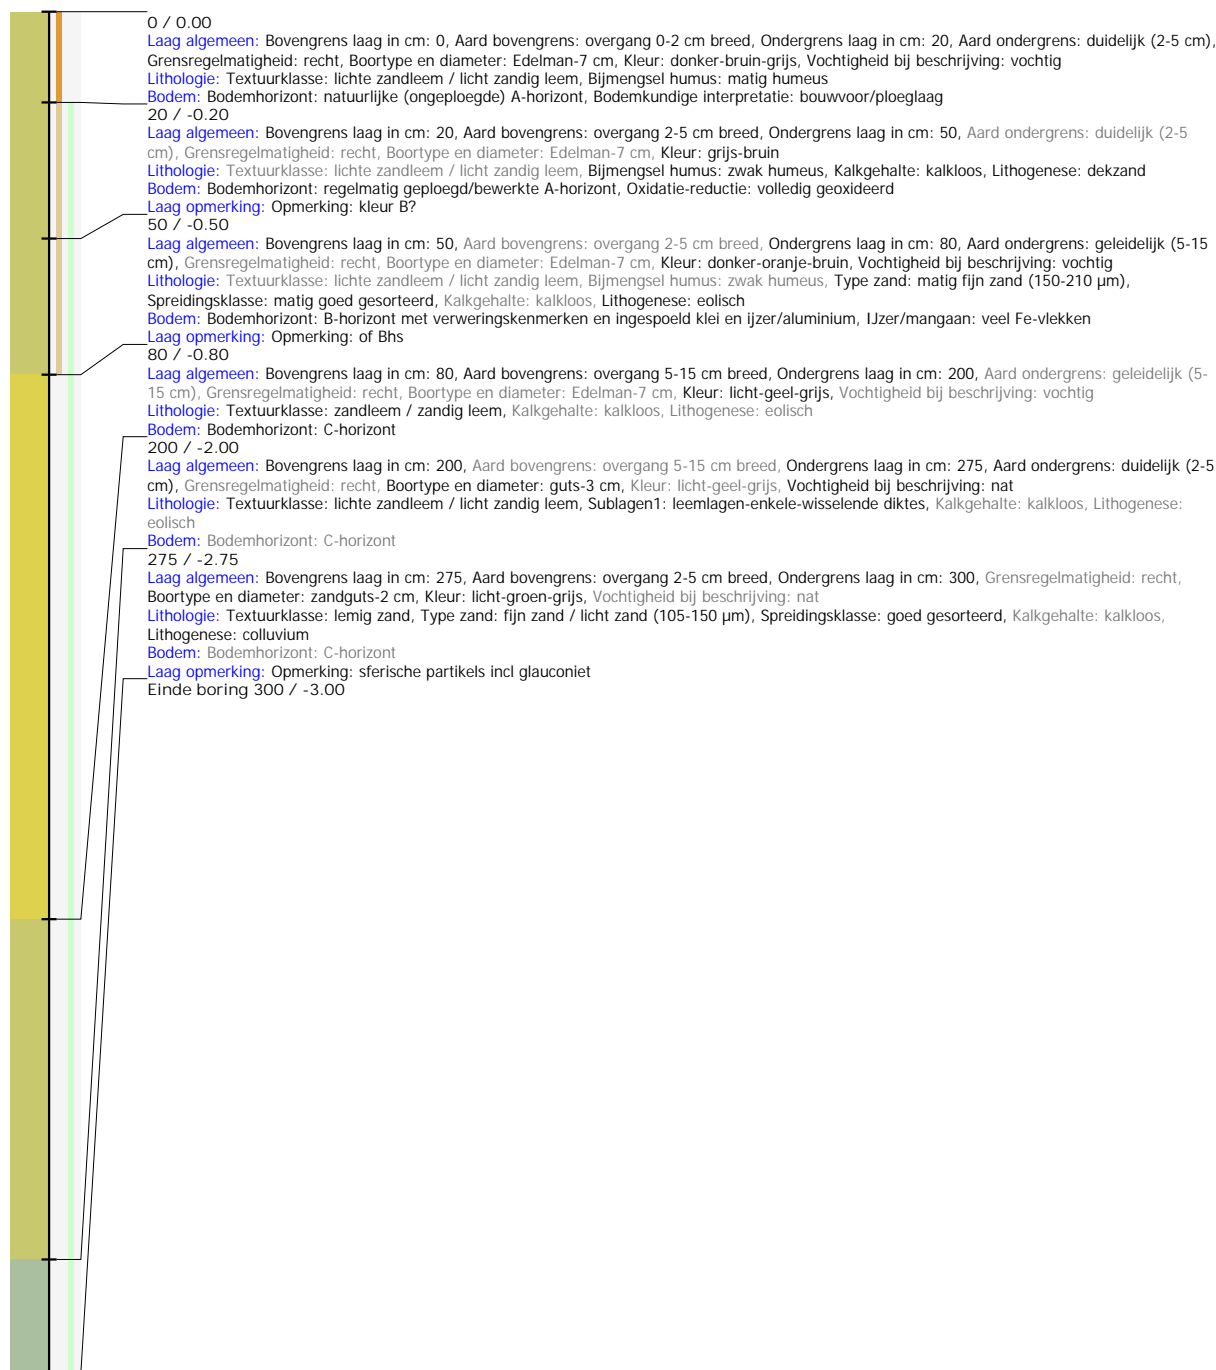 0 / 0.00
Laag algemeen: Bovengrens laag in cm: 0, Aard bovengrens: overgang 0-2 cm breed, Ondergrens laag in cm: 20, Aard ondergrens: duidelijk (2-5 cm),
Grensregelmatigheid: recht, Boortype en diameter: Edelman-7 cm, Kleur: donker-bruin-grijs, Vochtigheid bij beschrijving: vochtig
Lithologie: Textuurklasse: lichte zandleem / licht zandig leem, Bijmengsel humus: matig humeus
Bodem: Bodemhorizont: natuurlijke (ongeploegde) A-horizont, Bodemkundige interpretatie: bouwvoor/ploeglaag
20 / -0.20
Laag algemeen: Bovengrens laag in cm: 20, Aard bovengrens: overgang 2-5 cm breed, Ondergrens laag in cm: 50, Aard ondergrens: duidelijk (2-5
cm), Grensregelmatigheid: recht, Boortype en diameter: Edelman-7 cm, Kleur: grijs-bruin
Lithologie: Textuurklasse: lichte zandleem / licht zandig leem, Bijmengsel humus: zwak humeus, Kalkgehalte: kalkloos, Lithogenese: dekzand
Bodem: Bodemhorizont: regelmatig geploegd/bewerkte A-horizont, Oxidatie-reductie: volledig geoxideerd
Laag opmerking: Opmerking: kleur B?
50 / -0.50
Laag algemeen: Bovengrens laag in cm: 50, Aard bovengrens: overgang 2-5 cm breed, Ondergrens laag in cm: 80, Aard ondergrens: geleidelijk (5-15
cm), Grensregelmatigheid: recht, Boortype en diameter: Edelman-7 cm, Kleur: donker-oranje-bruin, Vochtigheid bij beschrijving: vochtig
Lithologie: Textuurklasse: lichte zandleem / licht zandig leem, Bijmengsel humus: zwak humeus, Type zand: matig fijn zand (150-210 µm),
Spreidingsklasse: matig goed gesorteerd, Kalkgehalte: kalkloos, Lithogenese: eolisch
Bodem: Bodemhorizont: B-horizont met verweringskenmerken en ingespoeld klei en ijzer/aluminium, IJzer/mangaan: veel Fe-vlekken
Laag opmerking: Opmerking: of Bhs
80 / -0.80
Laag algemeen: Bovengrens laag in cm: 80, Aard bovengrens: overgang 5-15 cm breed, Ondergrens laag in cm: 200, Aard ondergrens: geleidelijk (5-
15 cm), Grensregelmatigheid: recht, Boortype en diameter: Edelman-7 cm, Kleur: licht-geel-grijs, Vochtigheid bij beschrijving: vochtig
Lithologie: Textuurklasse: zandleem / zandig leem, Kalkgehalte: kalkloos, Lithogenese: eolisch
Bodem: Bodemhorizont: C-horizont
200 / -2.00
Laag algemeen: Bovengrens laag in cm: 200, Aard bovengrens: overgang 5-15 cm breed, Ondergrens laag in cm: 275, Aard ondergrens: duidelijk (2-5
cm), Grensregelmatigheid: recht, Boortype en diameter: guts-3 cm, Kleur: licht-geel-grijs, Vochtigheid bij beschrijving: nat
Lithologie: Textuurklasse: lichte zandleem / licht zandig leem, Sublagen1: leemlagen-enkele-wisselende diktes, Kalkgehalte: kalkloos, Lithogenese:
eolisch
Bodem: Bodemhorizont: C-horizont
275 / -2.75
Laag algemeen: Bovengrens laag in cm: 275, Aard bovengrens: overgang 2-5 cm breed, Ondergrens laag in cm: 300, Grensregelmatigheid: recht,
Boortype en diameter: zandguts-2 cm, Kleur: licht-groen-grijs, Vochtigheid bij beschrijving: nat
Lithologie: Textuurklasse: lemig zand, Type zand: fijn zand / licht zand (105-150 µm), Spreidingsklasse: goed gesorteerd, Kalkgehalte: kalkloos,
Lithogenese: colluvium
Bodem: Bodemhorizont: C-horizont
Laag opmerking: Opmerking: sferische partikels incl glauconiet
Einde boring 300 / -3.00